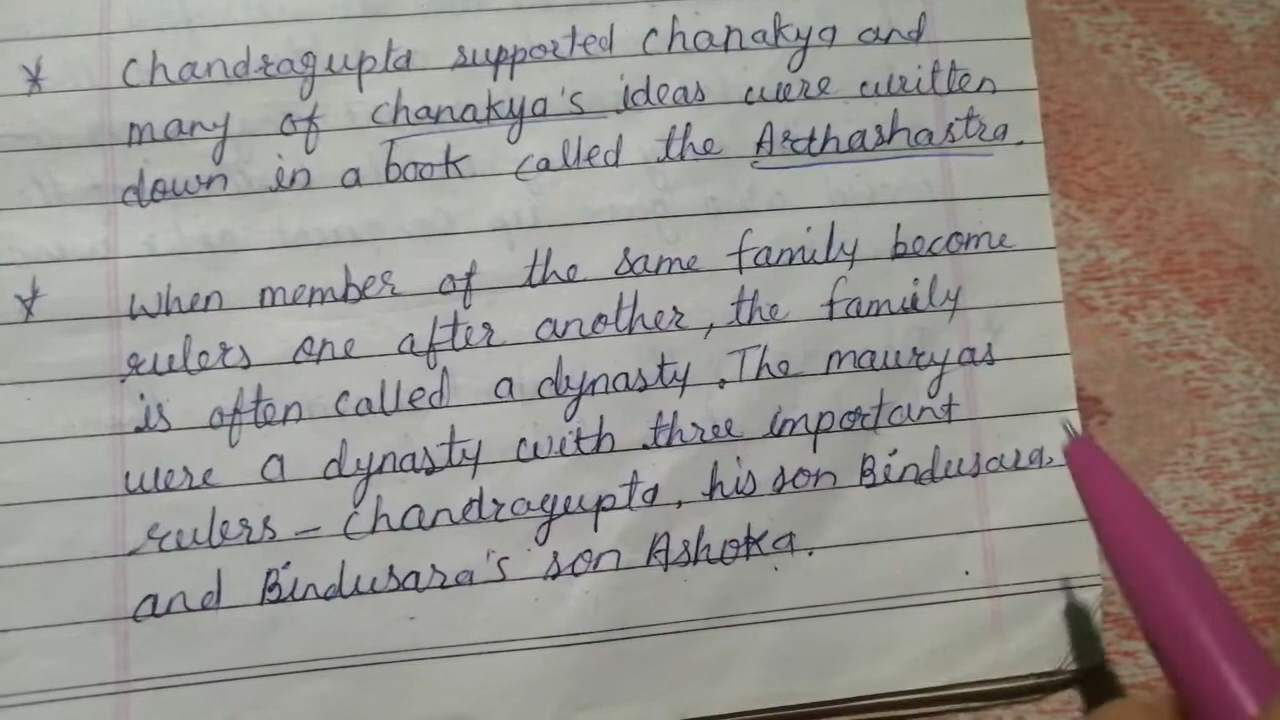 * Chandragupta supported Chanakya and
many of Chanakya's ideas were written
down in a book called the Arthashastra.
* When member of the same family become
rulers one after another, the family
is often called a dynasty. The mauryas
were a dynasty with three important
rulers - Chandragupta, his son Bindusara,
and Bindusara's son Ashoka.